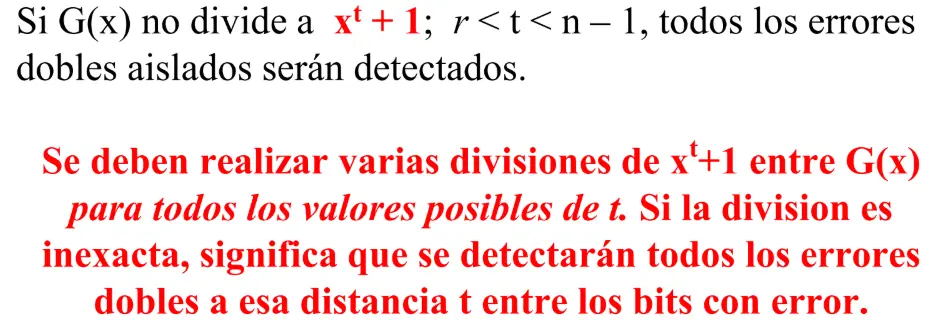 Si G(x) no divide a x^t + 1; r < t < n – 1, todos los errores
dobles aislados serán detectados.
Se deben realizar varias divisiones de x^t+1 entre G(x)
para todos los valores posibles de t. Si la division es
inexacta, significa que se detectarán todos los errores
dobles a esa distancia t entre los bits con error.